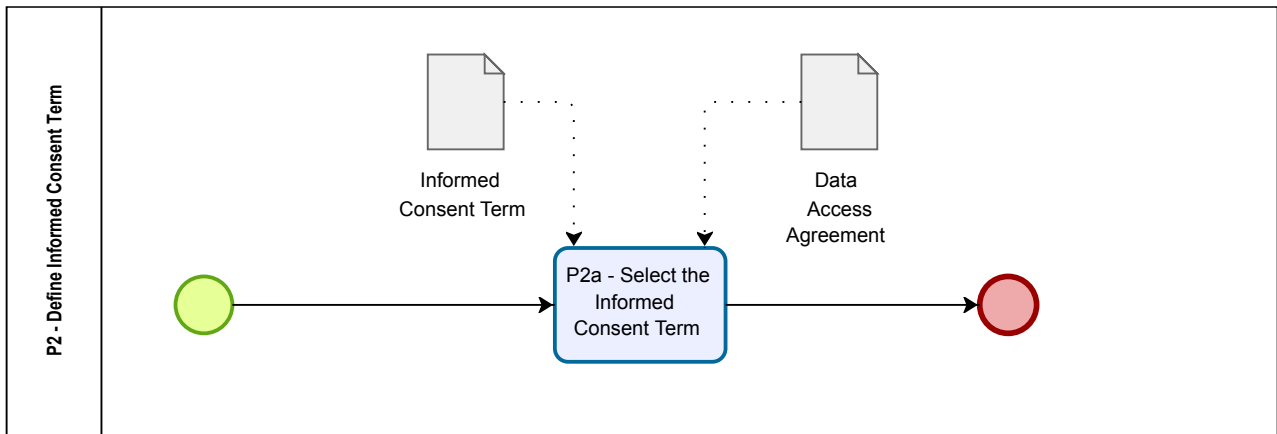 P2 - Define Informed Consent Term
Informed
Consent Term
Data
Access
Agreement
P2a - Select the
Informed
Consent Term